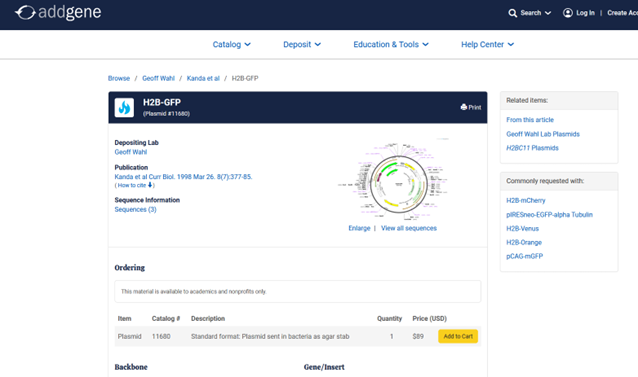 addgene
Search
Log In | Create Acc
Catalog
Deposit
Education & Tools
Help Center
Browse / Geoff Wahl / Kanda et al / H2B-GFP
H2B-GFP
(Plasmid #11680)
Print
Depositing Lab
Geoff Wahl
Publication
Kanda et al Curr Biol. 1998 Mar 26. 8(7):377-85.
( How to cite )
Sequence Information
Sequences (3)
Enlarge | View all sequences
Ordering
This material is available to academics and nonprofits only.
Item Catalog # Description Quantity Price (USD)
Plasmid 11680 Standard format: Plasmid sent in bacteria as agar stab 1 $89 Add to Cart
Backbone
Gene/Insert
Related items:
From this article
Geoff Wahl Lab Plasmids
H2BC11 Plasmids
Commonly requested with:
H2B-mCherry
pIRESneo-EGFP-alpha Tubulin
H2B-Venus
H2B-Orange
pCAG-mGFP